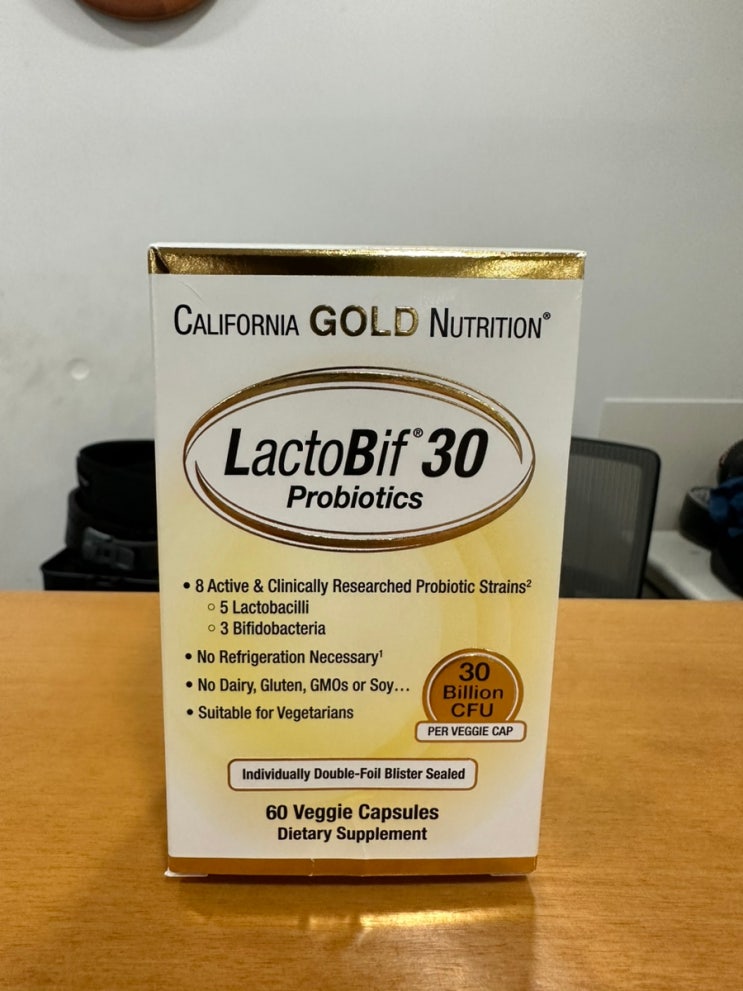 CALIFORNIA GOLD NUTRITION®
LactoBif® 30
Probiotics
• 8 Active & Clinically Researched Probiotic Strains²
○ 5 Lactobacilli
○ 3 Bifidobacteria
• No Refrigeration Necessary¹
• No Dairy, Gluten, GMOs or Soy...
• Suitable for Vegetarians
30
Billion
CFU
PER VEGGIE CAP
Individually Double-Foil Blister Sealed
60 Veggie Capsules
Dietary Supplement